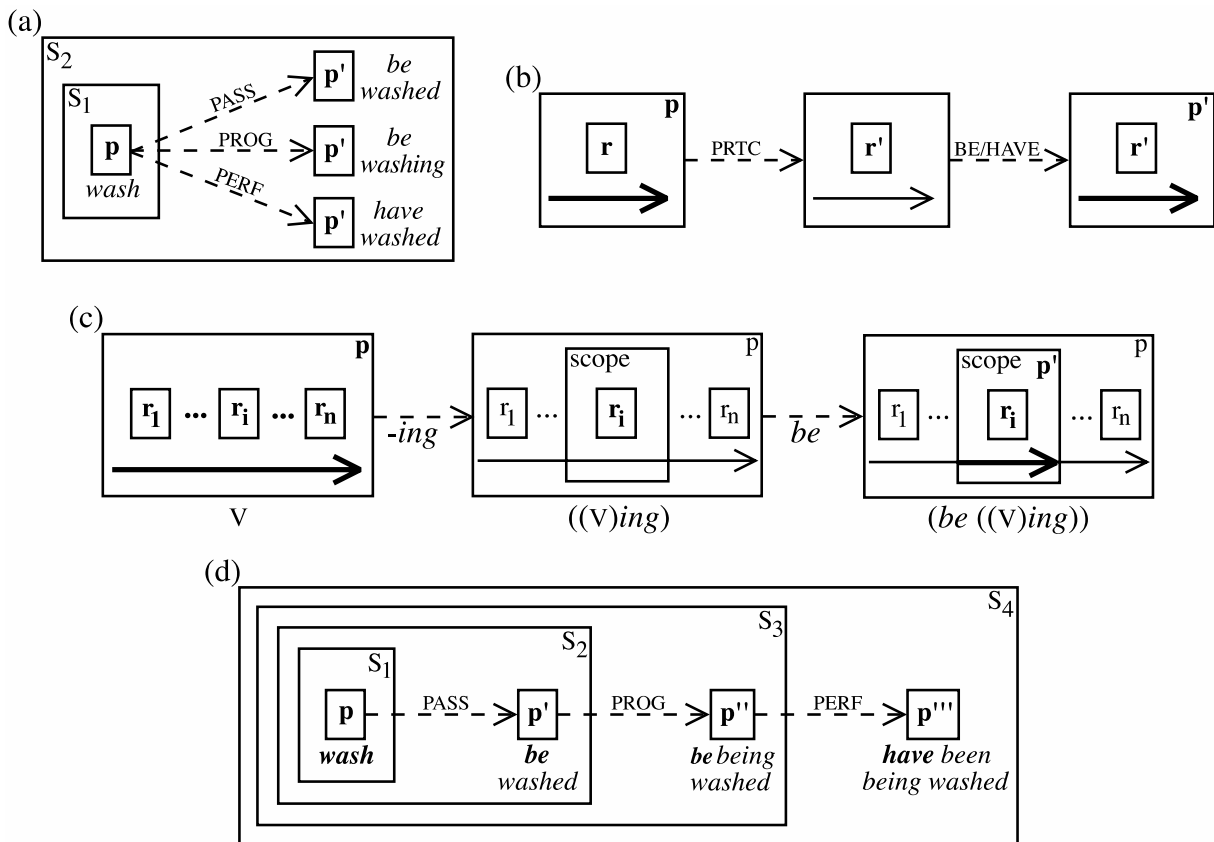 (a)
S2
S1
p
wash
PASS
p' be
washed
PROG
p' be
washing
PERF
p' have
washed
(b)
p
r
PRTC
r'
BE/HAVE
p'
r'
(c)
p
r1 ... ri ... rn
V
-ing
p
scope
r1 ... ri ... rn
((V)ing)
be
p
scope p'
r1 ... ri ... rn
(be ((V)ing))
(d)
S4
S3
S2
S1
p PASS p' PROG p'' PERF p'''
wash be be being have been
washed washed being washed